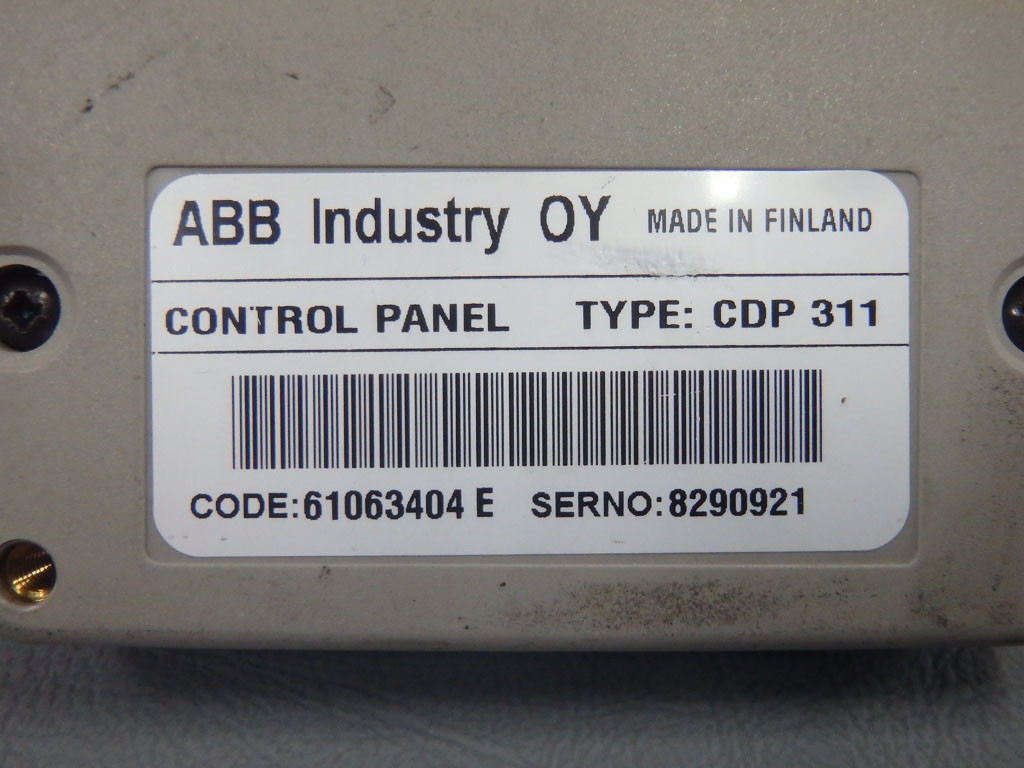 ABB Industry OY MADE IN FINLAND
CONTROL PANEL TYPE: CDP 311
CODE:61063404 E SERNO:8290921